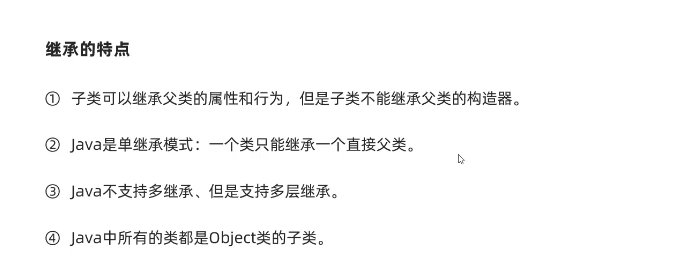 继承的特点
① 子类可以继承父类的属性和行为，但是子类不能继承父类的构造器。
② Java是单继承模式：一个类只能继承一个直接父类。
③ Java不支持多继承、但是支持多层继承。
④ Java中所有的类都是Object类的子类。